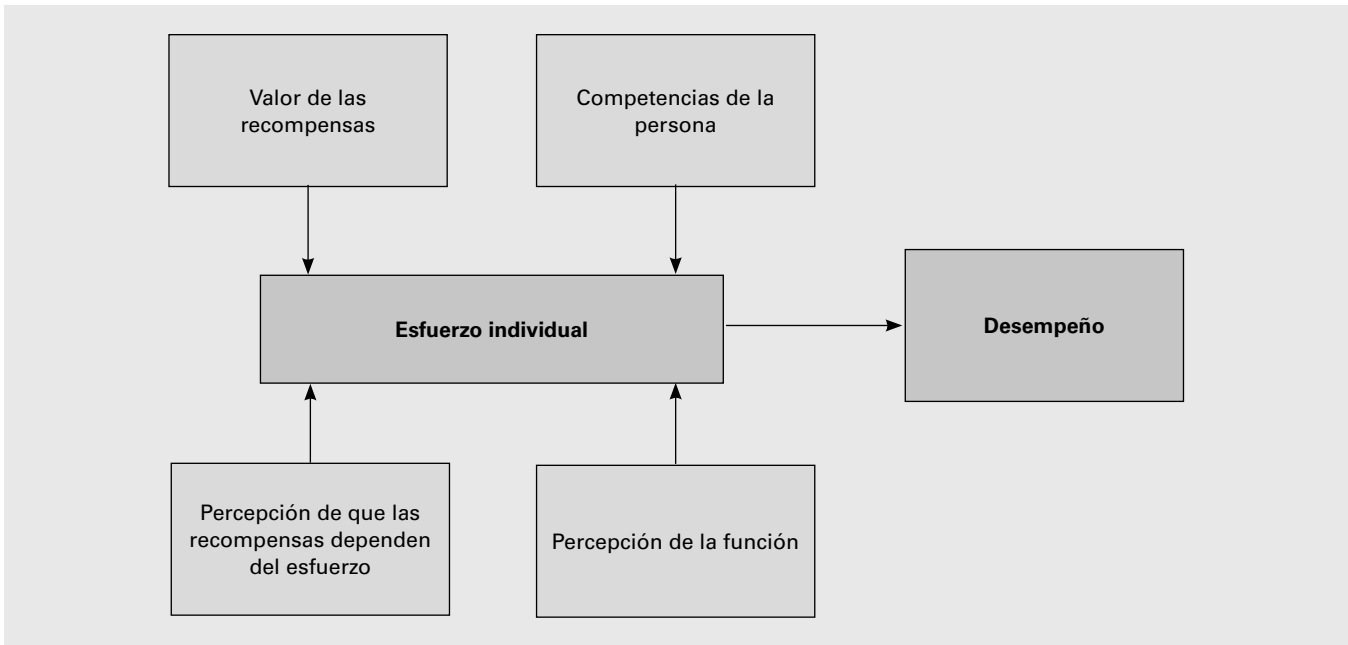 Valor de las
recompensas
Competencias de la
persona
Esfuerzo individual
Desempeño
Percepción de que las
recompensas dependen
del esfuerzo
Percepción de la función